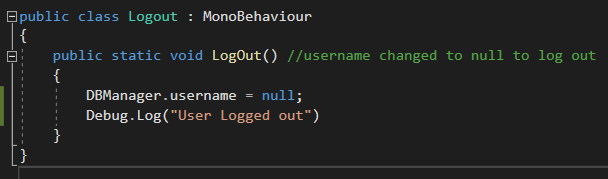 public class Logout : MonoBehaviour
{
    public static void LogOut() //username changed to null to log out
    {
        DBManager.username = null;
        Debug.Log("User Logged out")
    }
}